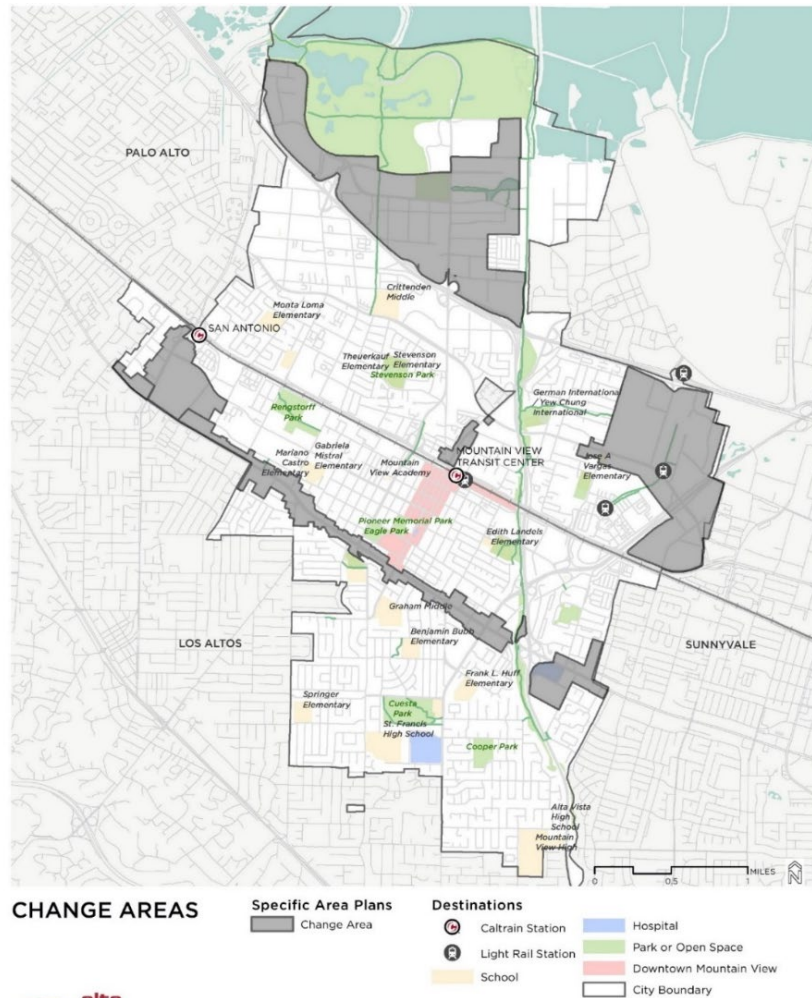 PALO ALTO
Crittenden
Middle
Monta Loma
Elementary
SAN ANTONIO
Theuerkauf
Elementary
Stevenson
Elementary
Stevenson Park
German International
/ Yew Chung
International
Rengstorff
Park
Mariano
Castro
Elementary
Gabriela
Mistral
Elementary
Mountain
View Academy
MOUNTAIN VIEW
TRANSIT CENTER
Jose A
Vargas
Elementary
Pioneer Memorial Park
Eagle Park
Edith Landels
Elementary
Graham Middle
LOS ALTOS
Benjamin Bubb
Elementary
SUNNYVALE
Frank L. Huff
Elementary
Springer
Elementary
Cuesta
Park
St. Francis
High School
Cooper Park
Alta Vista
High
School
Mountain
View High
MILES
0 0.5 1
N
CHANGE AREAS
Specific Area Plans
Change Area
Destinations
Caltrain Station
Light Rail Station
School
Hospital
Park or Open Space
Downtown Mountain View
City Boundary
alta